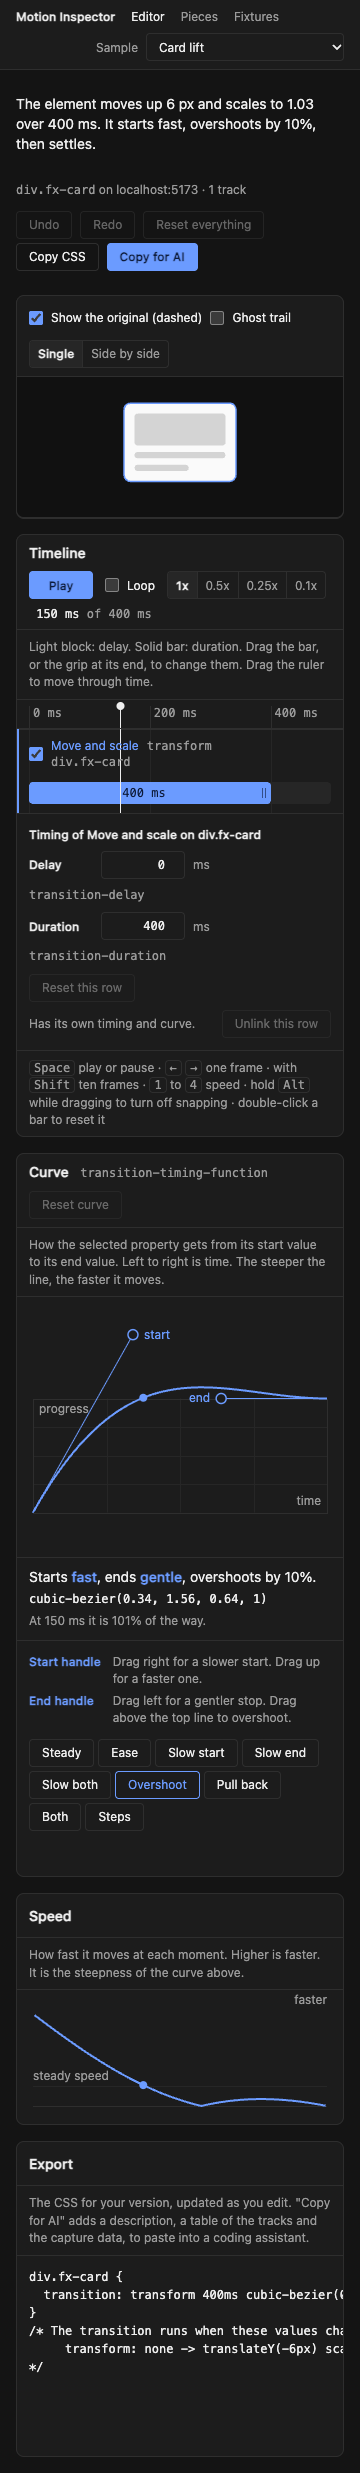 Motion Inspector Editor Pieces Fixtures
Sample Card lift
The element moves up 6 px and scales to 1.03
over 400 ms. It starts fast, overshoots by 10%,
then settles.
div.fx-card on localhost:5173 · 1 track
Undo Redo Reset everything
Copy CSS Copy for AI
Show the original (dashed) Ghost trail
Single Side by side
Timeline
Play Loop 1x 0.5x 0.25x 0.1x
150 ms of 400 ms
Light block: delay. Solid bar: duration. Drag the bar,
or the grip at its end, to change them. Drag the ruler
to move through time.
0 ms 200 ms 400 ms
Move and scale transform
div.fx-card
400 ms
Timing of Move and scale on div.fx-card
Delay 0 ms
transition-delay
Duration 400 ms
transition-duration
Reset this row
Has its own timing and curve. Unlink this row
Space play or pause · ← → one frame · with
Shift ten frames · 1 to 4 speed · hold Alt
while dragging to turn off snapping · double-click a
bar to reset it
Curve transition-timing-function
Reset curve
How the selected property gets from its start value
to its end value. Left to right is time. The steeper the
line, the faster it moves.
start
end
progress
time
Starts fast, ends gentle, overshoots by 10%.
cubic-bezier(0.34, 1.56, 0.64, 1)
At 150 ms it is 101% of the way.
Start handle Drag right for a slower start. Drag up
for a faster one.
End handle Drag left for a gentler stop. Drag
above the top line to overshoot.
Steady Ease Slow start Slow end
Slow both Overshoot Pull back
Both Steps
Speed
How fast it moves at each moment. Higher is faster.
It is the steepness of the curve above.
faster
steady speed
Export
The CSS for your version, updated as you edit. "Copy
for AI" adds a description, a table of the tracks and
the capture data, to paste into a coding assistant.
div.fx-card {
transition: transform 400ms cubic-bezier(
}
/* The transition runs when these values cha
transform: none -> translateY(-6px) sca
*/